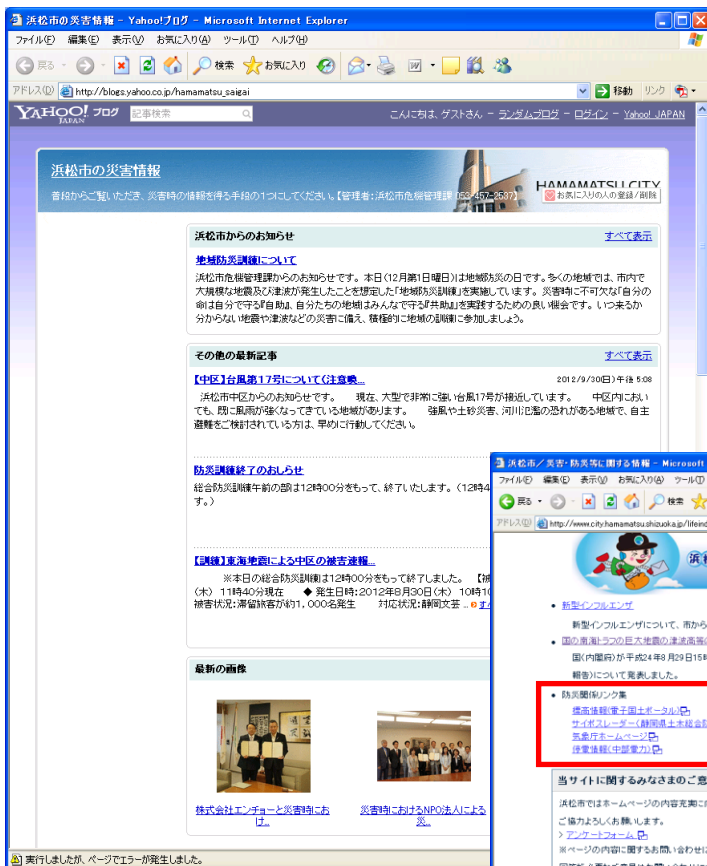 浜松市の災害情報 - Yahoo!ブログ - Microsoft Internet Explorer
ファイル(F) 編集(E) 表示(V) お気に入り(A) ツール(T) ヘルプ(H)
戻る 検索 お気に入り
アドレス(D) http://blogs.yahoo.co.jp/hamamatsu_saigai 移動 リンク
YAHOO! JAPAN ブログ 記事検索 こんにちは、ゲストさん - ランダムブログ - ログイン - Yahoo! JAPAN
浜松市の災害情報
普段からご覧いただき、災害時の情報を得る手段の1つにしてください。【管理者:浜松市危機管理課 053-457-2537】
HAMAMATSU CITY
お気に入りの人の登録/削除
浜松市からのお知らせ すべて表示
地域防災訓練について
浜松市危機管理課からのお知らせです。本日(12月第1日曜日)は地域防災の日です。多くの地域では、市内で
大規模な地震及び津波が発生したことを想定した「地域防災訓練」を実施しています。災害時に不可欠な「自分の
命は自分で守る『自助』、自分たちの地域はみんなで守る『共助』」を実践するための良い機会です。いつ来るか
分からない地震や津波などの災害に備え、積極的に地域の訓練に参加しましょう。
その他の最新記事 すべて表示
【中区】台風第17号について(注意喚... 2012/9/30(日) 午後 5:08
浜松市中区からのお知らせです。 現在、大型で非常に強い台風17号が接近しています。 中区内におい
ても、既に風雨が強くなってきている地域があります。 強風や土砂災害、河川氾濫の恐れがある地域で、自主
避難をご検討されている方は、早めに行動してください。
防災訓練終了のおしらせ
総合防災訓練午前の部は12時00分をもって、終了いたします。(12時4
す。)
【訓練】東海地震による中区の被害速報...
※本日の総合防災訓練は12時00分をもって終了しました。 【被
(木) 11時40分現在 ◆発生日時:2012年8月30日(木) 10時10
被害状況:滞留旅客が約1,000名発生 対応状況:静岡文芸 ...
最新の画像
株式会社エンチョーと災害時にお
け...
災害時におけるNPO法人による
災...
実行しましたが、ページでエラーが発生しました。
浜松市/災害・防災等に関する情報 - Microsoft
ファイル(F) 編集(E) 表示(V) お気に入り(A) ツール(T)
戻る 検索
アドレス(D) http://www.city.hamamatsu.shizuoka.jp/lifeind
新型インフルエンザ
新型インフルエンザについて、市から
国の南海トラフの巨大地震の津波高等の
国(内閣府)が平成24年8月29日15時
報告)について発表しました。
防災関係リンク集
標高情報(電子国土ポータル)
サイポスレーダー(静岡県土木総合防
気象庁ホームページ
停電情報(中部電力)
当サイトに関するみなさまのご意
浜松市ではホームページの内容充実に
ご協力よろしくお願いします。
> アンケートフォーム
※ページの内容に関するお問い合わせに